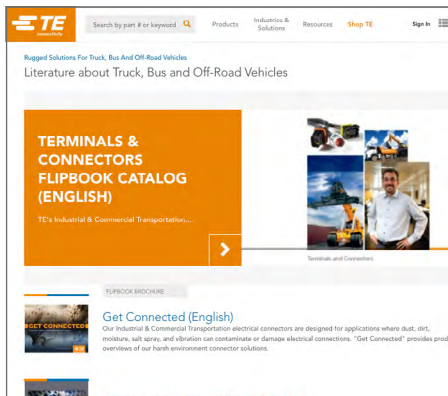 TE
connectivity
Search by part # or keyword
Products
Industries &
Solutions
Resources
Shop TE
Sign In
Rugged Solutions For Truck, Bus And Off-Road Vehicles
Literature about Truck, Bus and Off-Road Vehicles
TERMINALS &
CONNECTORS
FLIPBOOK CATALOG
(ENGLISH)
TC's Industrial & Commercial Transportation....
Terminals and Connectors
FLIPBOOK BROCHURE
GET CONNECTED
Get Connected (English)
Our Industrial & Commercial Transportation electrical connectors are designed for applications where dust, dirt,
moisture, salt spray, and vibration can contaminate or damage electrical connections. "Get Connected" provides prod
overviews of our harsh environment connector solutions.